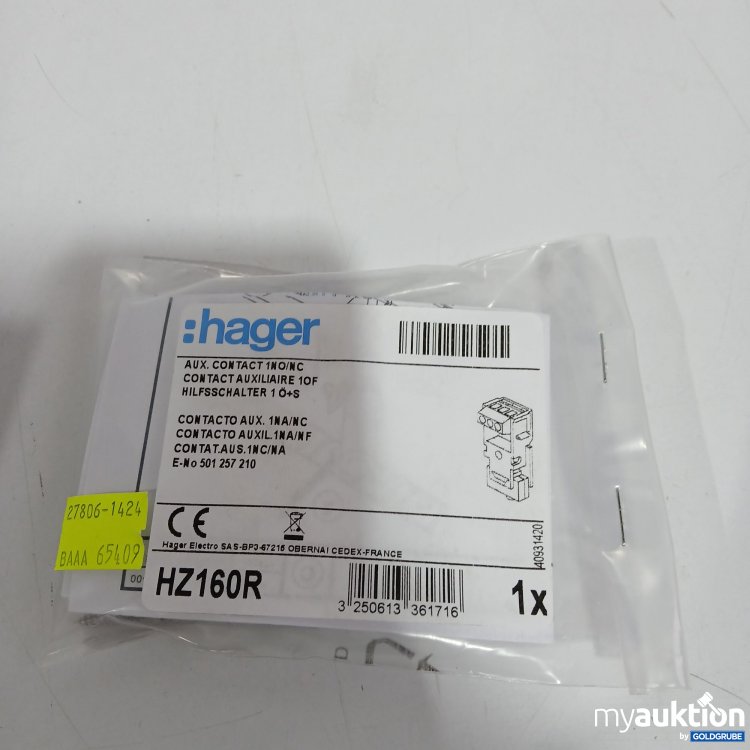 :hager
AUX. CONTACT 1NO/NC
CONTACT AUXILIAIRE 1OF
HILFSSCHALTER 1 Ö+S
CONTACTO AUX. 1NA/NC
CONTACTO AUXIL.1NA/NF
CONTAT.AUS.1NC/NA
E-No 501 257 210
CE
Hager Electro SAS-BP3-67215 OBERNAI CEDEX-FRANCE
40931420
HZ160R
3 250613 361716
1x
27806-1424
BAAA 65409
myauktion
by GOLDGRUBE